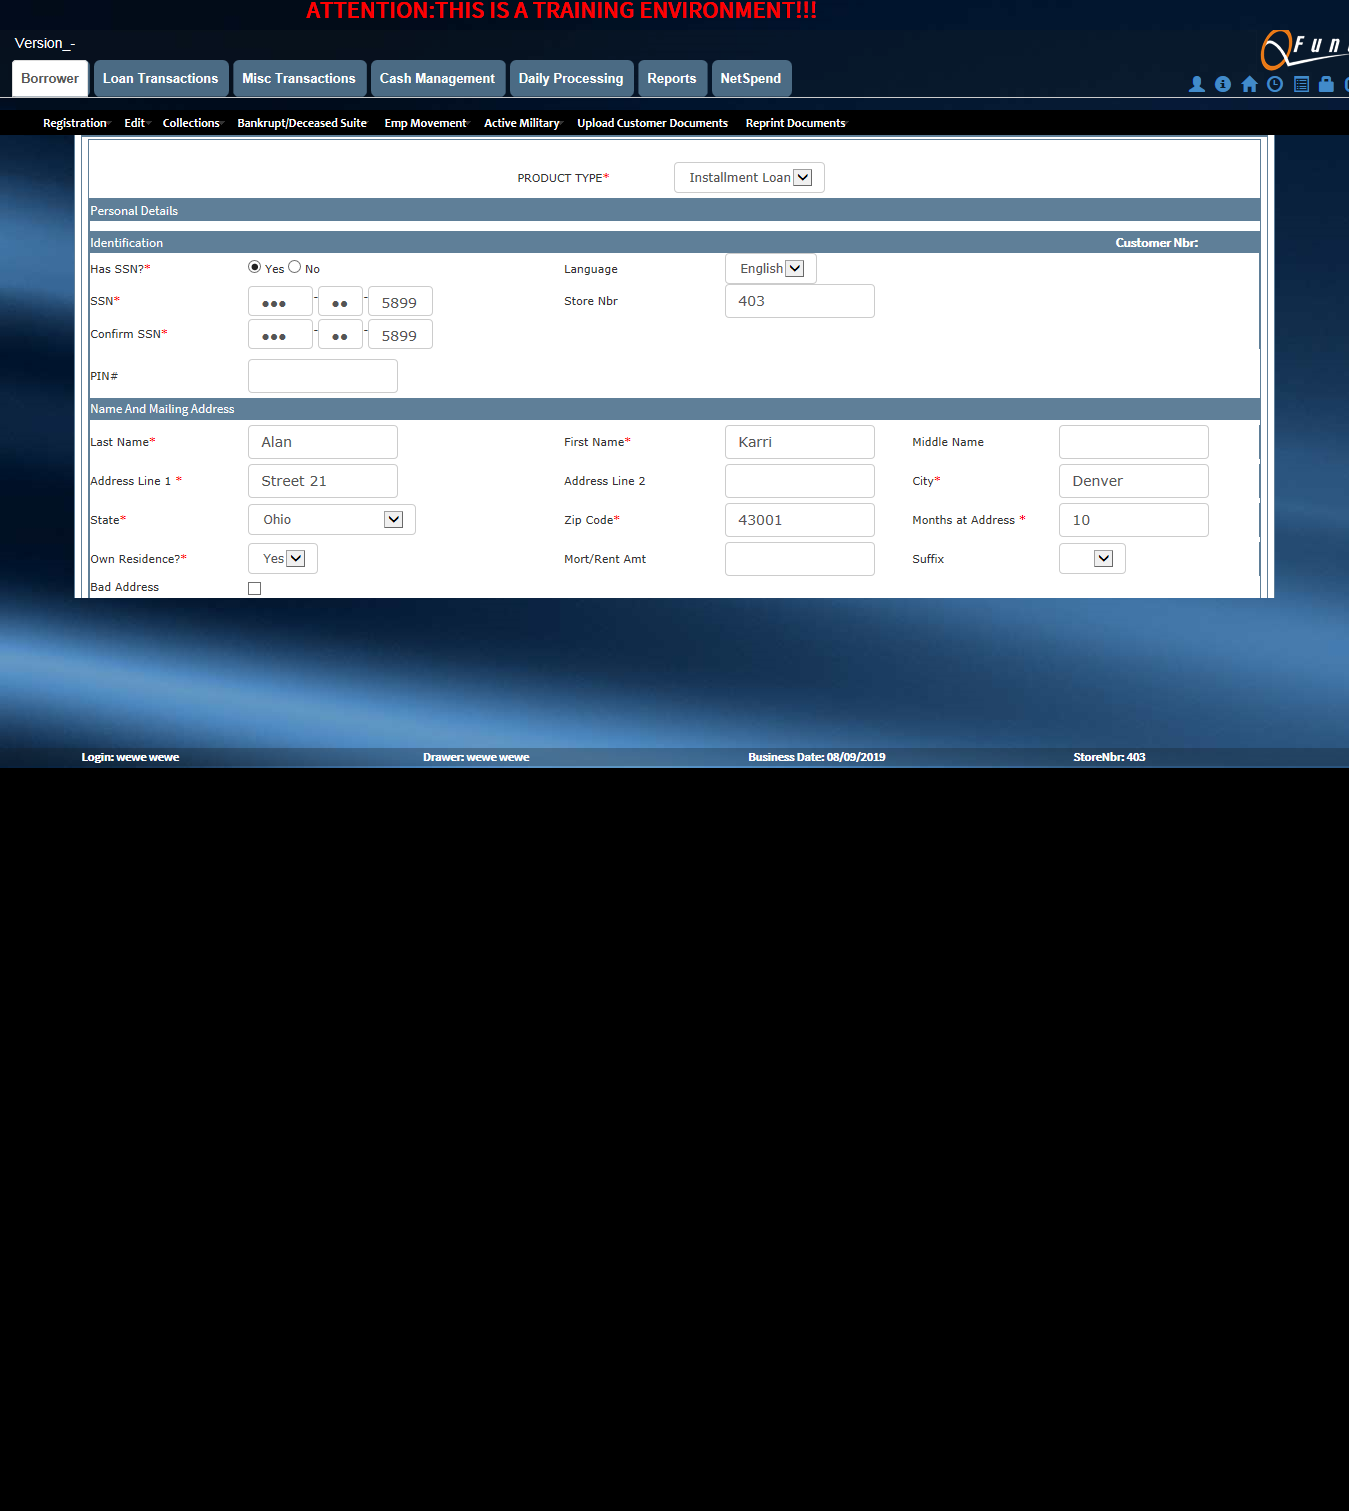 ATTENTION:THIS IS A TRAINING ENVIRONMENT!!!
Version_-
Borrower Loan Transactions Misc Transactions Cash Management Daily Processing Reports NetSpend
Registration Edit Collections Bankrupt/Deceased Suite Emp Movement Active Military Upload Customer Documents Reprint Documents
PRODUCT TYPE* Installment Loan
Personal Details
Identification Customer Nbr:
Has SSN?* Yes No Language English
SSN* ●●● - ●● - 5899 Store Nbr 403
Confirm SSN* ●●● - ●● - 5899
PIN#
Name And Mailing Address
Last Name* Alan First Name* Karri Middle Name
Address Line 1 * Street 21 Address Line 2 City* Denver
State* Ohio Zip Code* 43001 Months at Address * 10
Own Residence?* Yes Mort/Rent Amt Suffix
Bad Address
Login: wewe wewe Drawer: wewe wewe Business Date: 08/09/2019 StoreNbr: 403